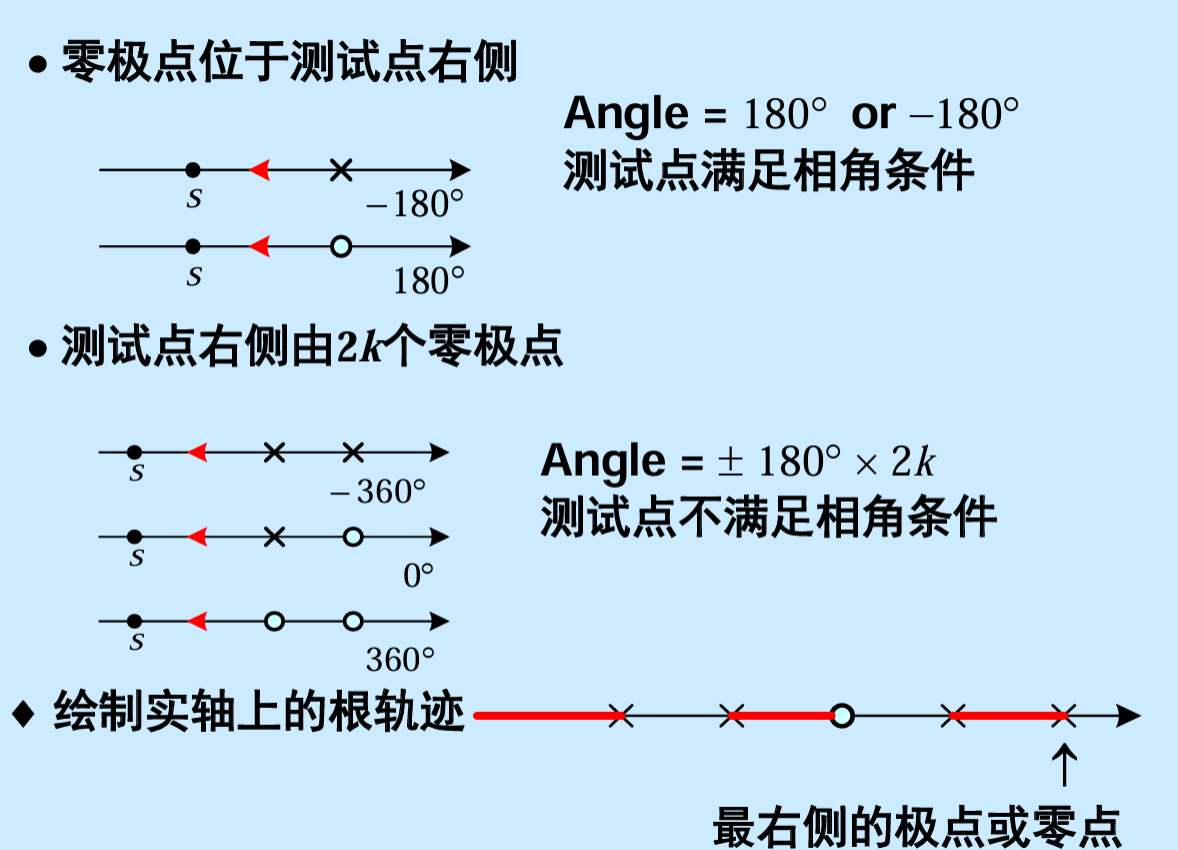 • 零极点位于测试点右侧
Angle = 180° or −180°
测试点满足相角条件
s
−180°
s
180°
• 测试点右侧由2k个零极点
s
−360°
Angle = ± 180° × 2k
测试点不满足相角条件
s
0°
s
360°
♦ 绘制实轴上的根轨迹
最右侧的极点或零点